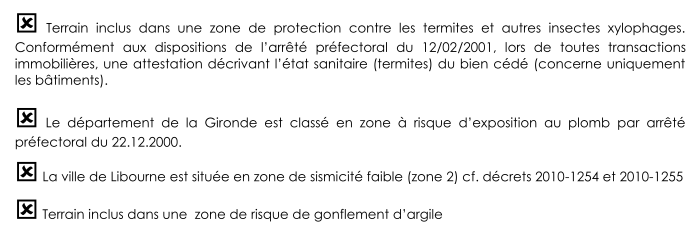 ☒ Terrain inclus dans une zone de protection contre les termites et autres insectes xylophages.
Conformément aux dispositions de l'arrêté préfectoral du 12/02/2001, lors de toutes transactions
immobilières, une attestation décrivant l'état sanitaire (termites) du bien cédé (concerne uniquement
les bâtiments).
☒ Le département de la Gironde est classé en zone à risque d'exposition au plomb par arrêté
préfectoral du 22.12.2000.
☒ La ville de Libourne est située en zone de sismicité faible (zone 2) cf. décrets 2010-1254 et 2010-1255
☒ Terrain inclus dans une zone de risque de gonflement d'argile